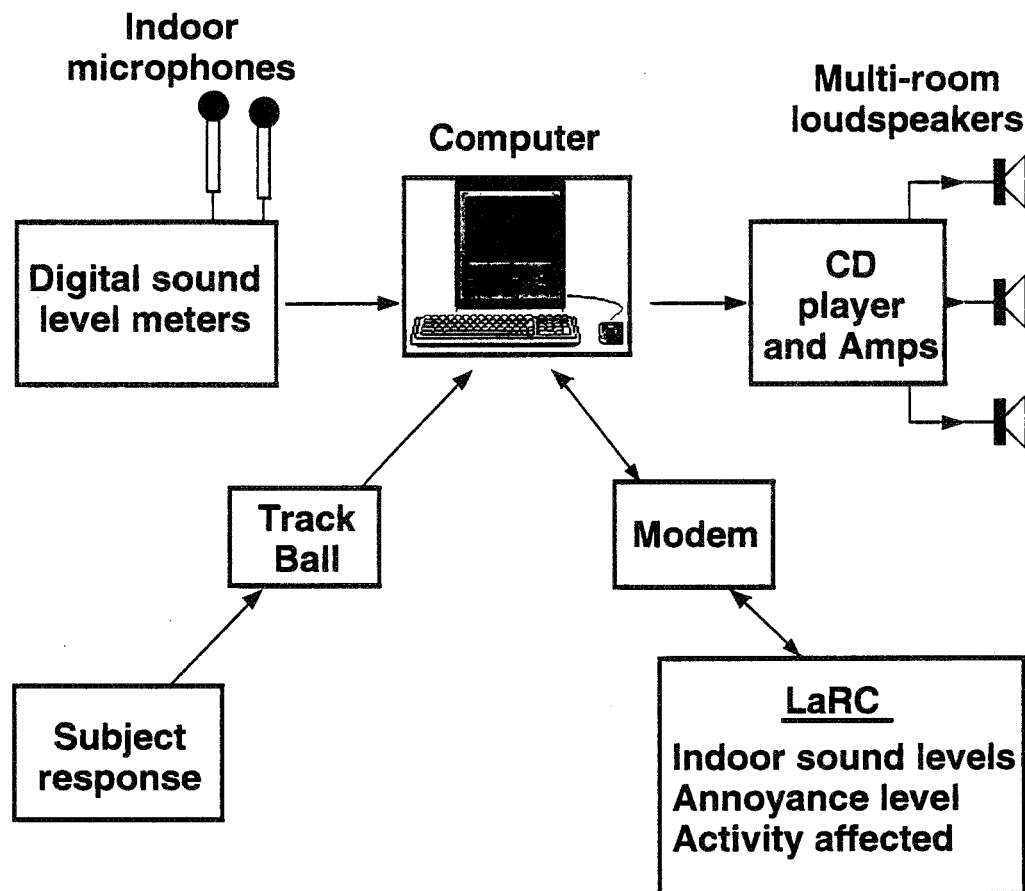 Indoor
microphones
Multi-room
loudspeakers
Computer
Digital sound
level meters
CD
player
and Amps
Track
Ball
Modem
Subject
response
LaRC
Indoor sound levels
Annoyance level
Activity affected